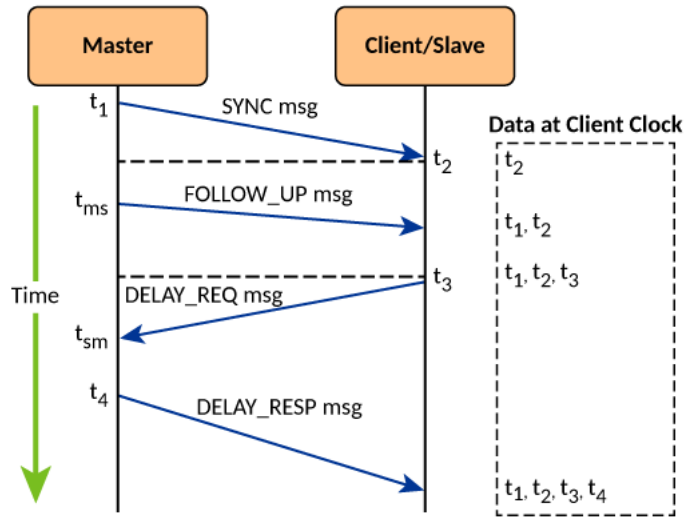 Master
Client/Slave
t1
SYNC msg
Data at Client Clock
t2
t2
tms
FOLLOW_UP msg
t1, t2
t3
t1, t2, t3
Time
DELAY_REQ msg
tsm
t4
DELAY_RESP msg
t1, t2, t3, t4